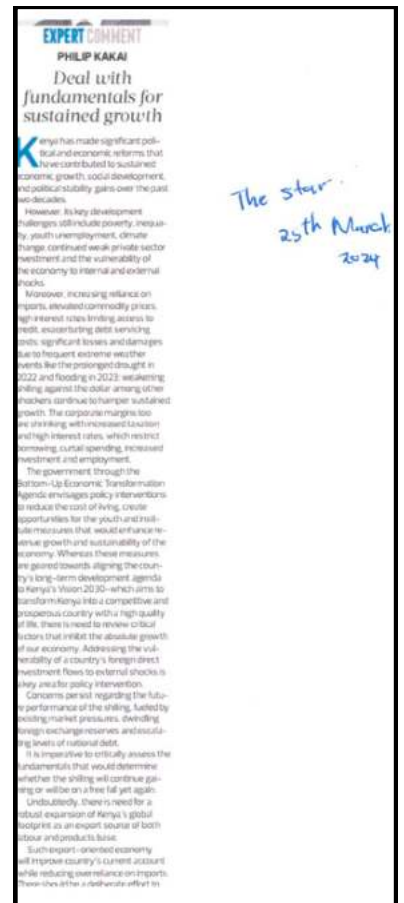 EXPERT COMMENT
PHILIP KAKAI
Deal with
fundamentals for
sustained growth
Kenya has made significant poli-
tical and economic reforms that
have contributed to sustained
economic growth, social development,
and political stability gains over the past
two decades.
However, its key development
challenges still include poverty, inequa-
ty, youth unemployment, climate
change, continued weak private sector
investment and the vulnerability of
the economy to internal and external
shocks.
Moreover, increasing reliance on
imports, elevated commodity prices,
high interest rates limiting access to
credit, exacerbating debt servicing
costs, significant losses and damages
due to frequent extreme weather
events like the prolonged drought in
2022 and flooding in 2023; weakening
shilling against the dollar among other
shockers continue to hamper sustained
growth. The corporate margins too
are shrinking with increased taxation
and high interest rates, which restrict
borrowing, curtail spending, increased
investment and employment.
The government through the
Bottom-Up Economic Transformation
Agenda envisages policy interventions
to reduce the cost of living, create
opportunities for the youth and insti-
tute measures that would enhance re-
venue growth and sustainability of the
economy. Whereas these measures
are geared towards aligning the coun-
try's long-term development agenda
to Kenya's Vision 2030-which aims to
transform Kenya into a competitive and
prosperous country with a high quality
of life, there is need to review critical
factors that inhibit the absolute growth
of our economy. Addressing the vul-
nerability of a country's foreign direct
investment flows to external shocks is
a key area for policy intervention.
Concerns persist regarding the futu-
re performance of the shilling, fueled by
existing market pressures, dwindling
foreign exchange reserves and escala-
ting levels of national debt.
It is imperative to critically assess the
fundamentals that would determine
whether the shilling will continue gai-
ning or will be on a free fall yet again.
Undoubtedly, there is need for a
robust expansion of Kenya's global
footprint as an export source of both
labour and products base.
Such export-oriented economy
will improve country's current account
while reducing overreliance on imports.
There should be a deliberate effort to
The star.
25th March
2024